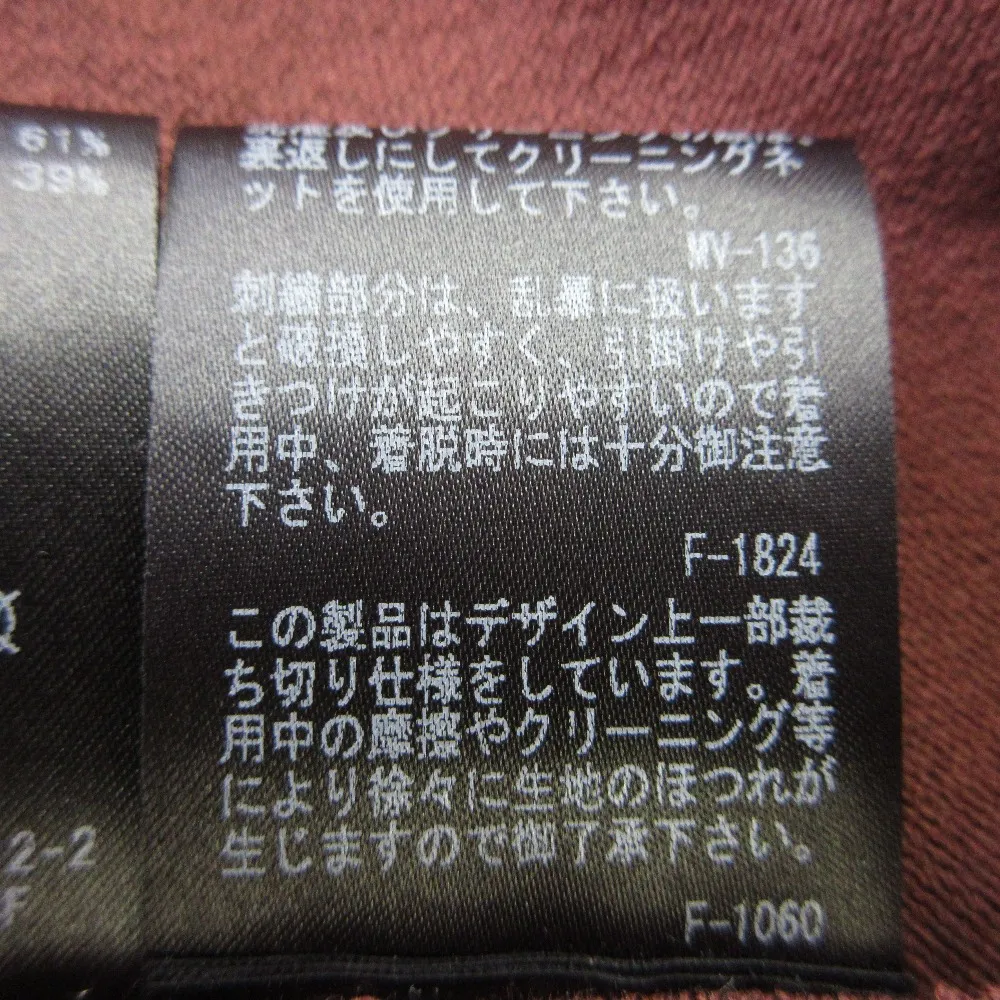 61%
39%
裏返しにしてクリーニングネ
ットを使用して下さい。
MV-136
刺繍部分は、乱暴に扱います
と破損しやすく、引掛けや引
きつけが起こりやすいので着
用中、着脱時には十分御注意
下さい。
F-1824
この製品はデザイン上一部裁
ち切り仕様をしています。着
用中の摩擦やクリーニング等
により徐々に生地のほつれが
生じますので御了承下さい。
F-1060
2-2